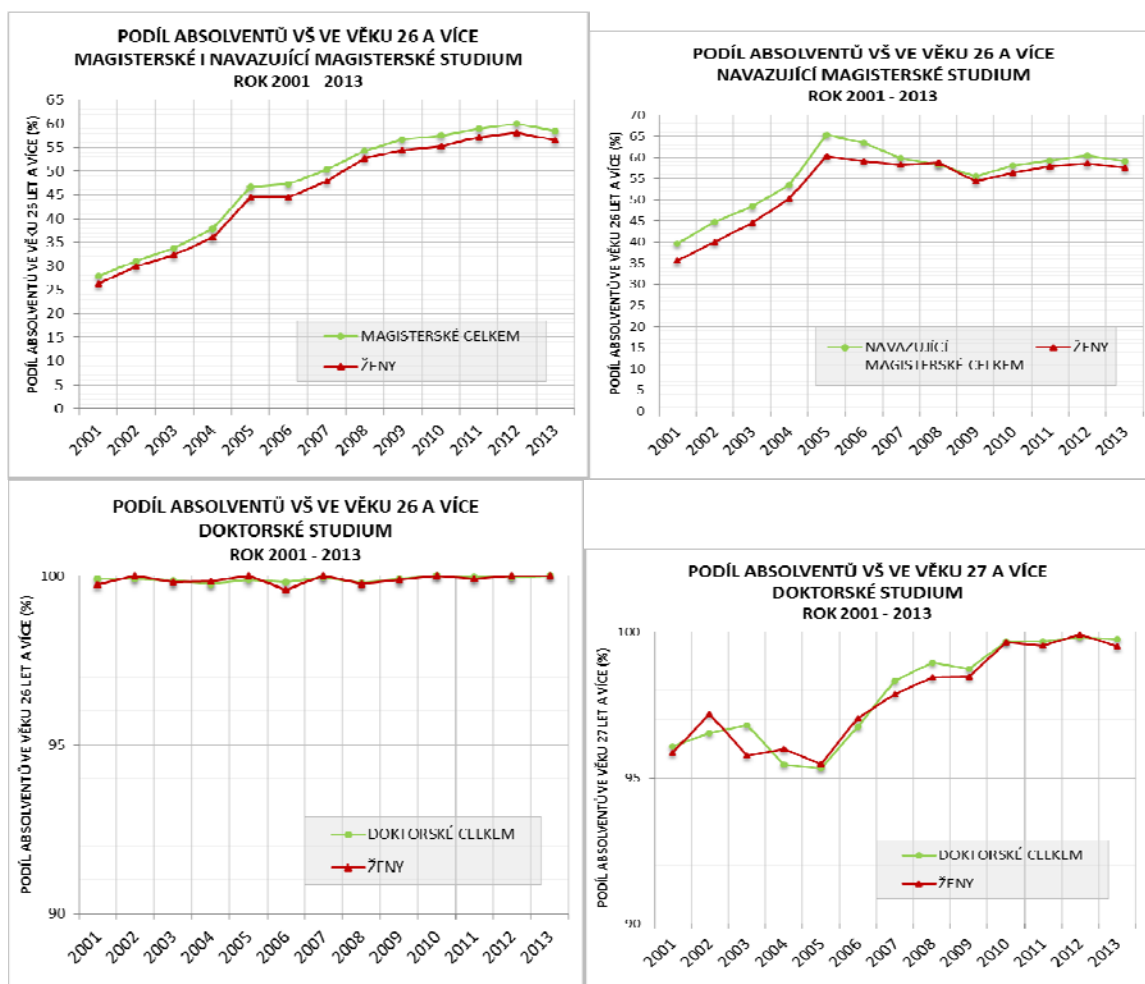 PODÍL ABSOLVENTŮ VŠ VE VĚKU 26 A VÍCE
MAGISTERSKÉ I NAVAZUJÍCÍ MAGISTERSKÉ STUDIUM
ROK 2001 2013
PODÍL ABSOLVENTŮ VE VĚKU 26 LET A VÍCE (%)
65
60
55
50
45
40
35
30
25
20
15
10
5
0
MAGISTERSKÉ CELKEM
ŽENY
2001 2002 2003 2004 2005 2006 2007 2008 2009 2010 2011 2012 2013
PODÍL ABSOLVENTŮ VŠ VE VĚKU 26 A VÍCE
NAVAZUJÍCÍ MAGISTERSKÉ STUDIUM
ROK 2001 - 2013
PODÍL ABSOLVENTŮ VE VĚKU 26 LET A VÍCE (%)
70
65
60
55
50
45
40
35
30
25
20
15
10
5
0
NAVAZUJÍCÍ
MAGISTERSKÉ CELKEM
ŽENY
2001 2002 2003 2004 2005 2006 2007 2008 2009 2010 2011 2012 2013
PODÍL ABSOLVENTŮ VŠ VE VĚKU 26 A VÍCE
DOKTORSKÉ STUDIUM
ROK 2001 - 2013
PODÍL ABSOLVENTŮ VE VĚKU 26 LET A VÍCE (%)
100
95
90
DOKTORSKÉ CELKEM
ŽENY
2001 2002 2003 2004 2005 2006 2007 2008 2009 2010 2011 2012 2013
PODÍL ABSOLVENTŮ VŠ VE VĚKU 27 A VÍCE
DOKTORSKÉ STUDIUM
ROK 2001 - 2013
PODÍL ABSOLVENTŮ VE VĚKU 27 LET A VÍCE (%)
100
95
90
DOKTORSKÉ CELKEM
ŽENY
2001 2002 2003 2004 2005 2006 2007 2008 2009 2010 2011 2012 2013